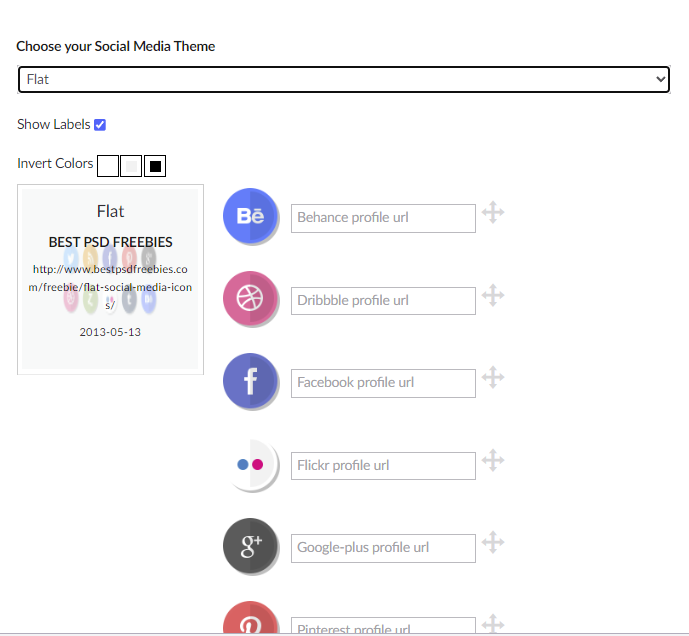 Choose your Social Media Theme
Flat
Show Labels
Invert Colors
Flat
BEST PSD FREEBIES
http://www.bestpsdfreebies.co
m/freebie/flat-social-media-icon
s/
2013-05-13
Bē
Behance profile url
Dribbble profile url
f
Facebook profile url
Flickr profile url
g+
Google-plus profile url
Pinterest profile url